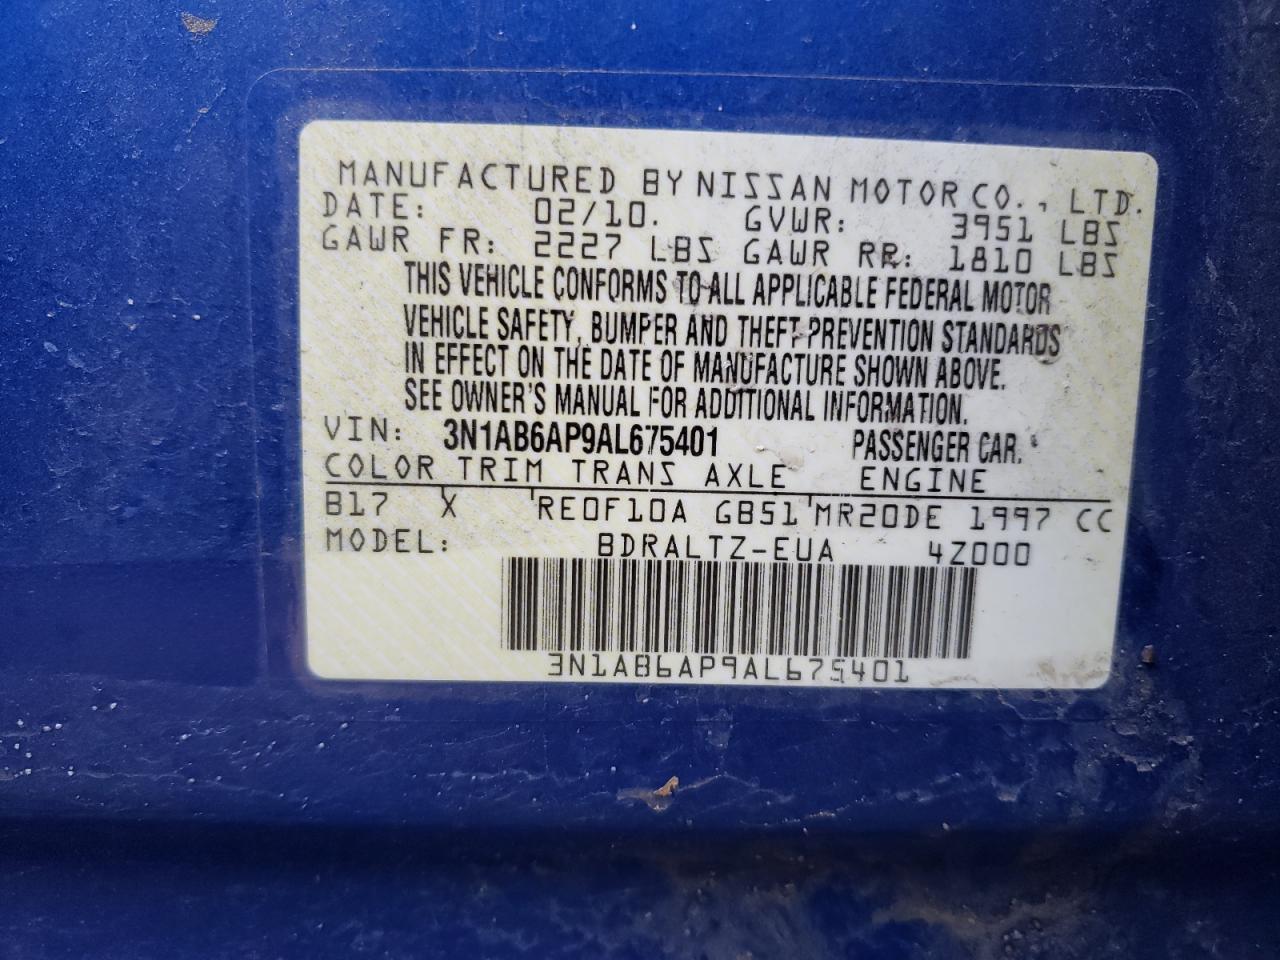 MANUFACTURED BY NISSAN MOTOR CO., LTD.
DATE: 02/10. GVWR: 3951 LBS
GAWR FR: 2227 LBS GAWR RR: 1810 LBS
THIS VEHICLE CONFORMS TO ALL APPLICABLE FEDERAL MOTOR
VEHICLE SAFETY, BUMPER AND THEFT PREVENTION STANDARDS
IN EFFECT ON THE DATE OF MANUFACTURE SHOWN ABOVE.
SEE OWNER'S MANUAL FOR ADDITIONAL INFORMATION.
VIN: 3N1AB6AP9AL675401 PASSENGER CAR.
COLOR TRIM TRANS AXLE ENGINE
B17 X RE0F10A GB51 MR20DE 1997 CC
MODEL: BDRALTZ-EUA 4Z000
3N1AB6AP9AL675401